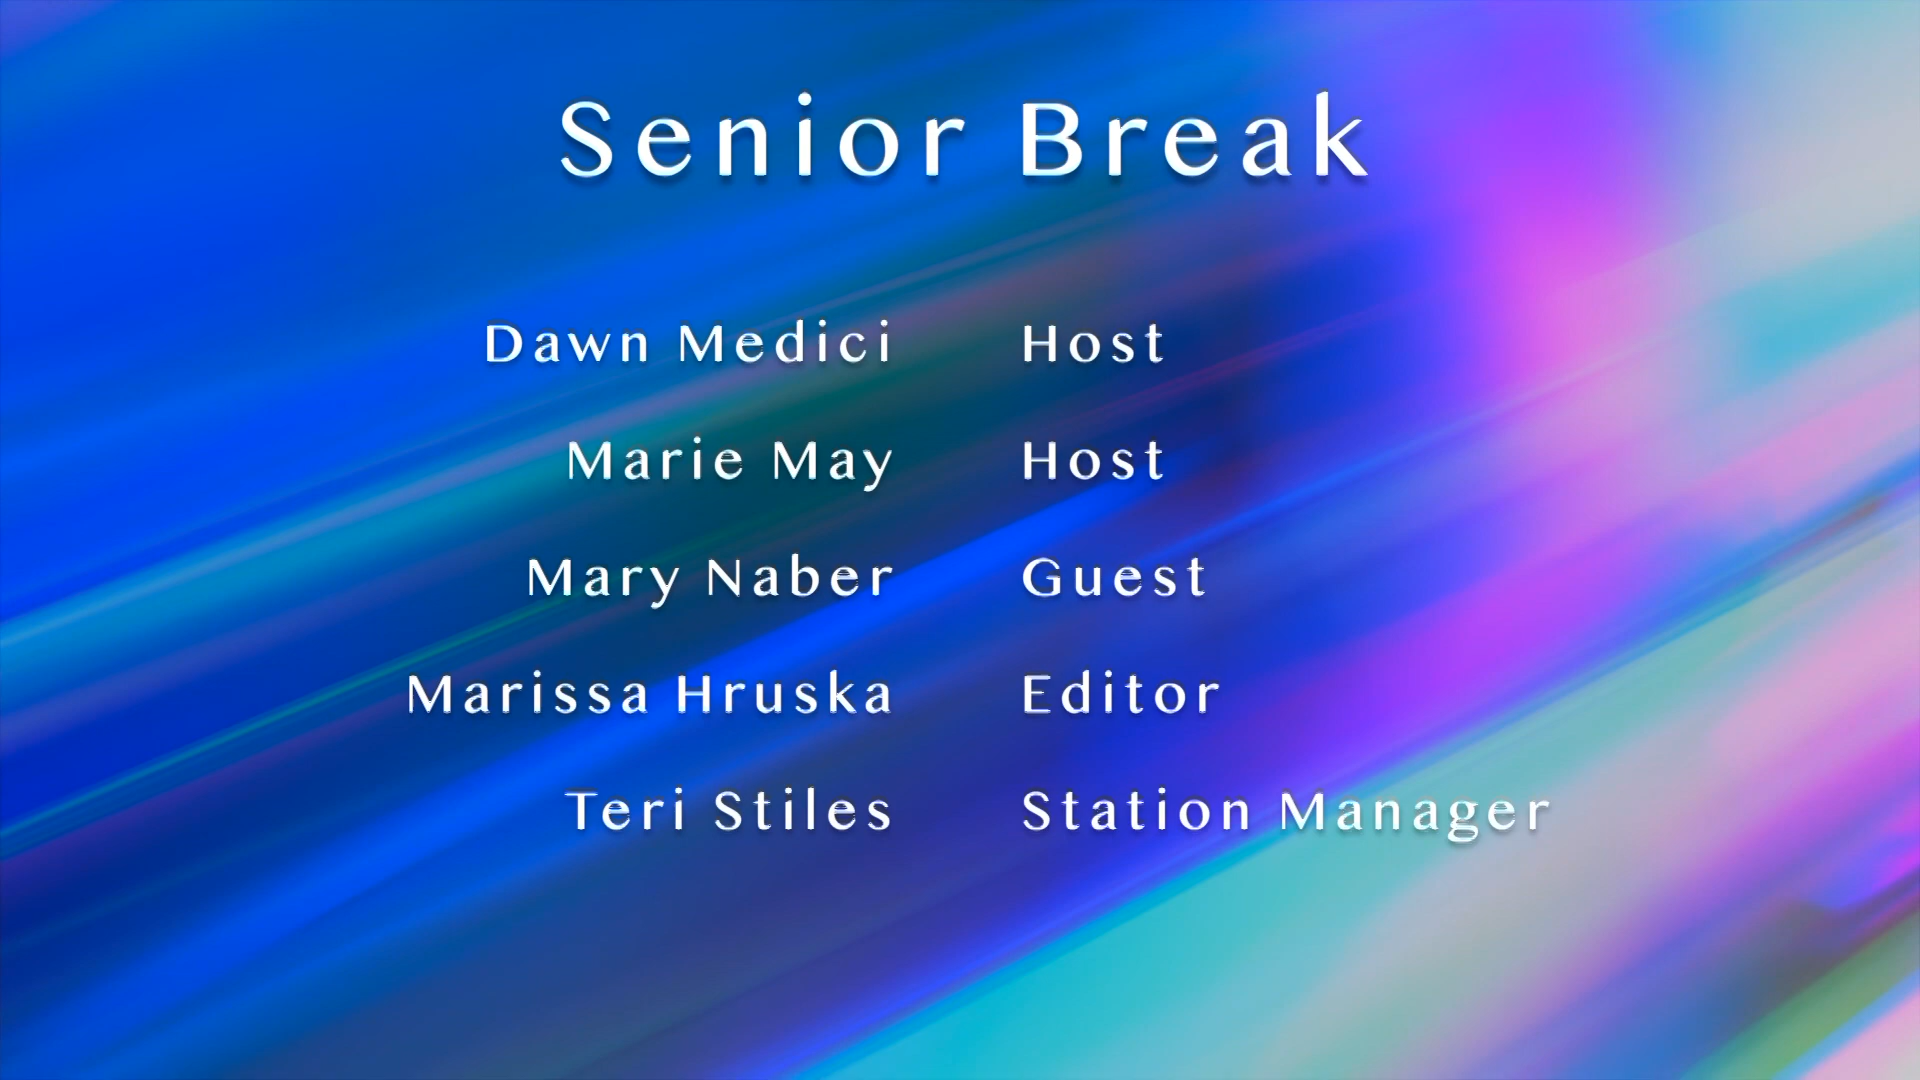 Senior Break
Dawn Medici Host
Marie May Host
Mary Naber Guest
Marissa Hruska Editor
Teri Stiles Station Manager